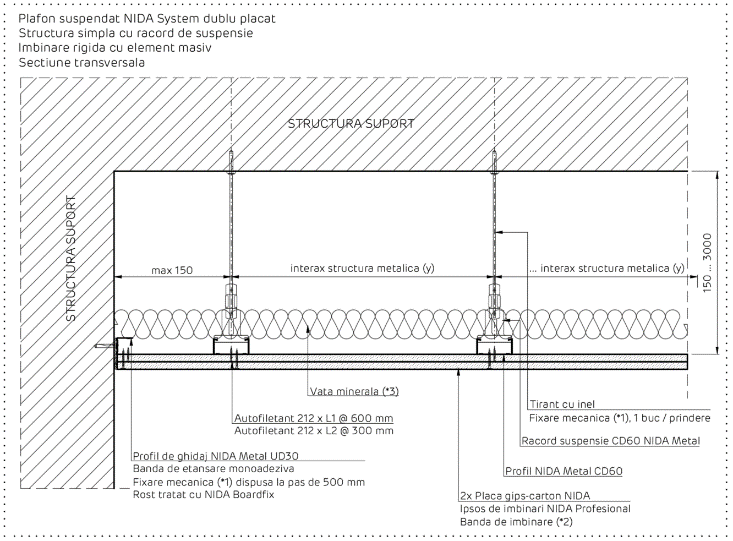 Plafon suspendat NIDA System dublu placat
Structura simpla cu racord de suspensie
Imbinare rigida cu element masiv
Sectiune transversala
STRUCTURA SUPORT
STRUCTURA SUPORT
max 150
interax structura metalica (y)
... interax structura metalica (y)
150 ... 3000
Vata minerala (*3)
Tirant cu inel
Fixare mecanica (*1), 1 buc / prindere
Autofiletant 212 x L1 @ 600 mm
Autofiletant 212 x L2 @ 300 mm
Racord suspensie CD60 NIDA Metal
Profil de ghidaj NIDA Metal UD30
Banda de etansare monoadeziva
Fixare mecanica (*1) dispusa la pas de 500 mm
Rost tratat cu NIDA Boardfix
Profil NIDA Metal CD60
2x Placa gips-carton NIDA
Ipsos de imbinari NIDA Profesional
Banda de imbinare (*2)